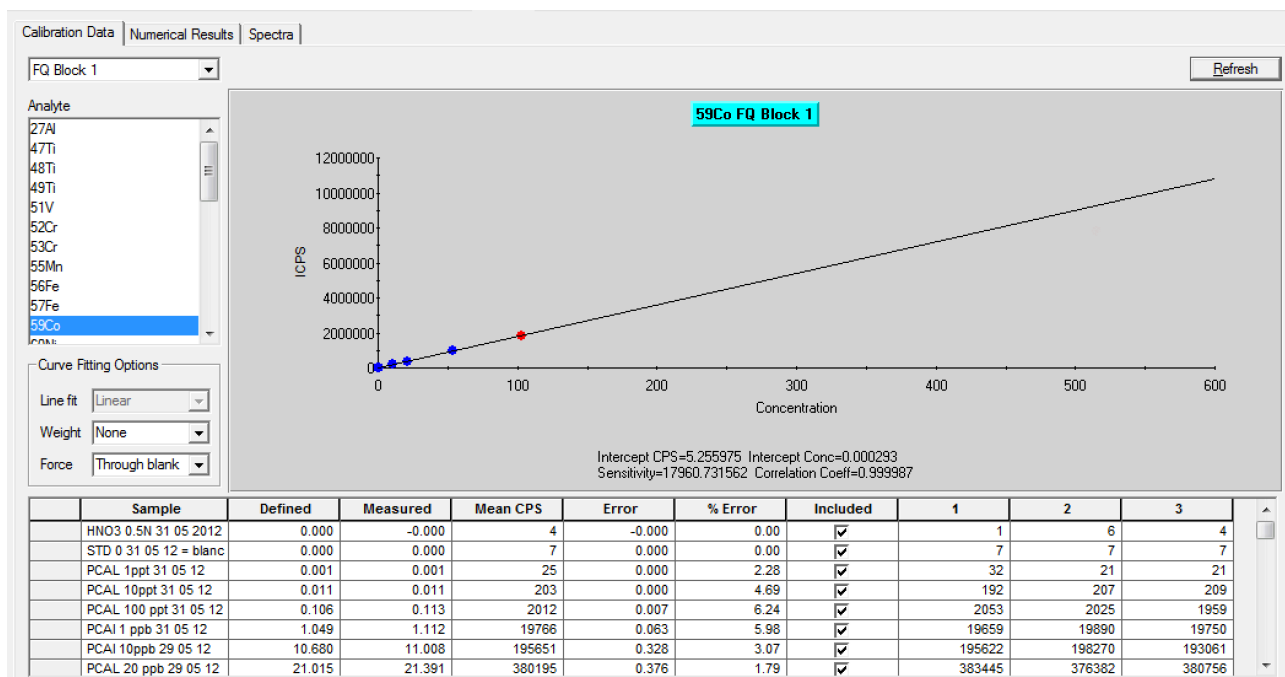 Calibration Data Numerical Results Spectra
FQ Block 1
Refresh
Analyte
27Al
47Ti
48Ti
49Ti
51V
52Cr
53Cr
55Mn
56Fe
57Fe
59Co
Curve Fitting Options
Line fit Linear
Weight None
Force Through blank
59Co FQ Block 1
12000000
10000000
8000000
6000000
4000000
2000000
0
ICPS
0 100 200 300 400 500 600
Concentration
Intercept CPS=5.255975 Intercept Conc=0.000293
Sensitivity=17960.731562 Correlation Coeff=0.999987
Sample Defined Measured Mean CPS Error % Error Included 1 2 3
HNO3 0.5N 31 05 2012 0.000 -0.000 4 -0.000 0.00 1 6 4
STD 0 31 05 12 = blanc 0.000 0.000 7 0.000 0.00 7 7 7
PCAL 1ppt 31 05 12 0.001 0.001 25 0.000 2.28 32 21 21
PCAL 10ppt 31 05 12 0.011 0.011 203 0.000 4.69 192 207 209
PCAL 100 ppt 31 05 12 0.106 0.113 2012 0.007 6.24 2053 2025 1959
PCAl 1 ppb 31 05 12 1.049 1.112 19766 0.063 5.98 19659 19890 19750
PCAl 10ppb 29 05 12 10.680 11.008 195651 0.328 3.07 195622 198270 193061
PCAL 20 ppb 29 05 12 21.015 21.391 380195 0.376 1.79 383445 376382 380756